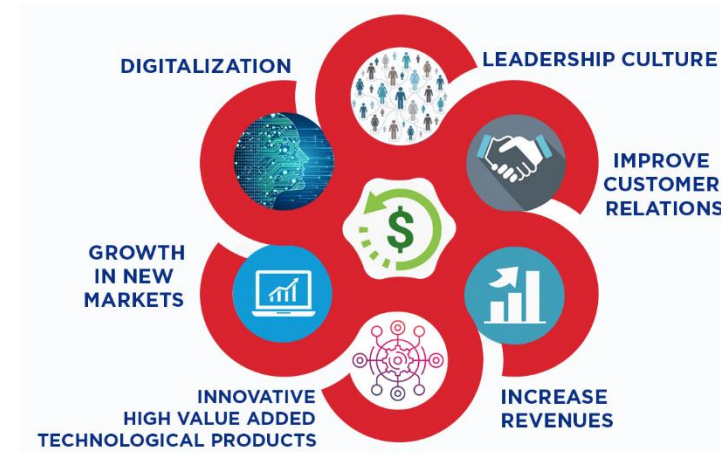 DIGITALIZATION
LEADERSHIP CULTURE
IMPROVE
CUSTOMER
RELATIONS
GROWTH
IN NEW
MARKETS
$
INNOVATIVE
HIGH VALUE ADDED
TECHNOLOGICAL PRODUCTS
INCREASE
REVENUES